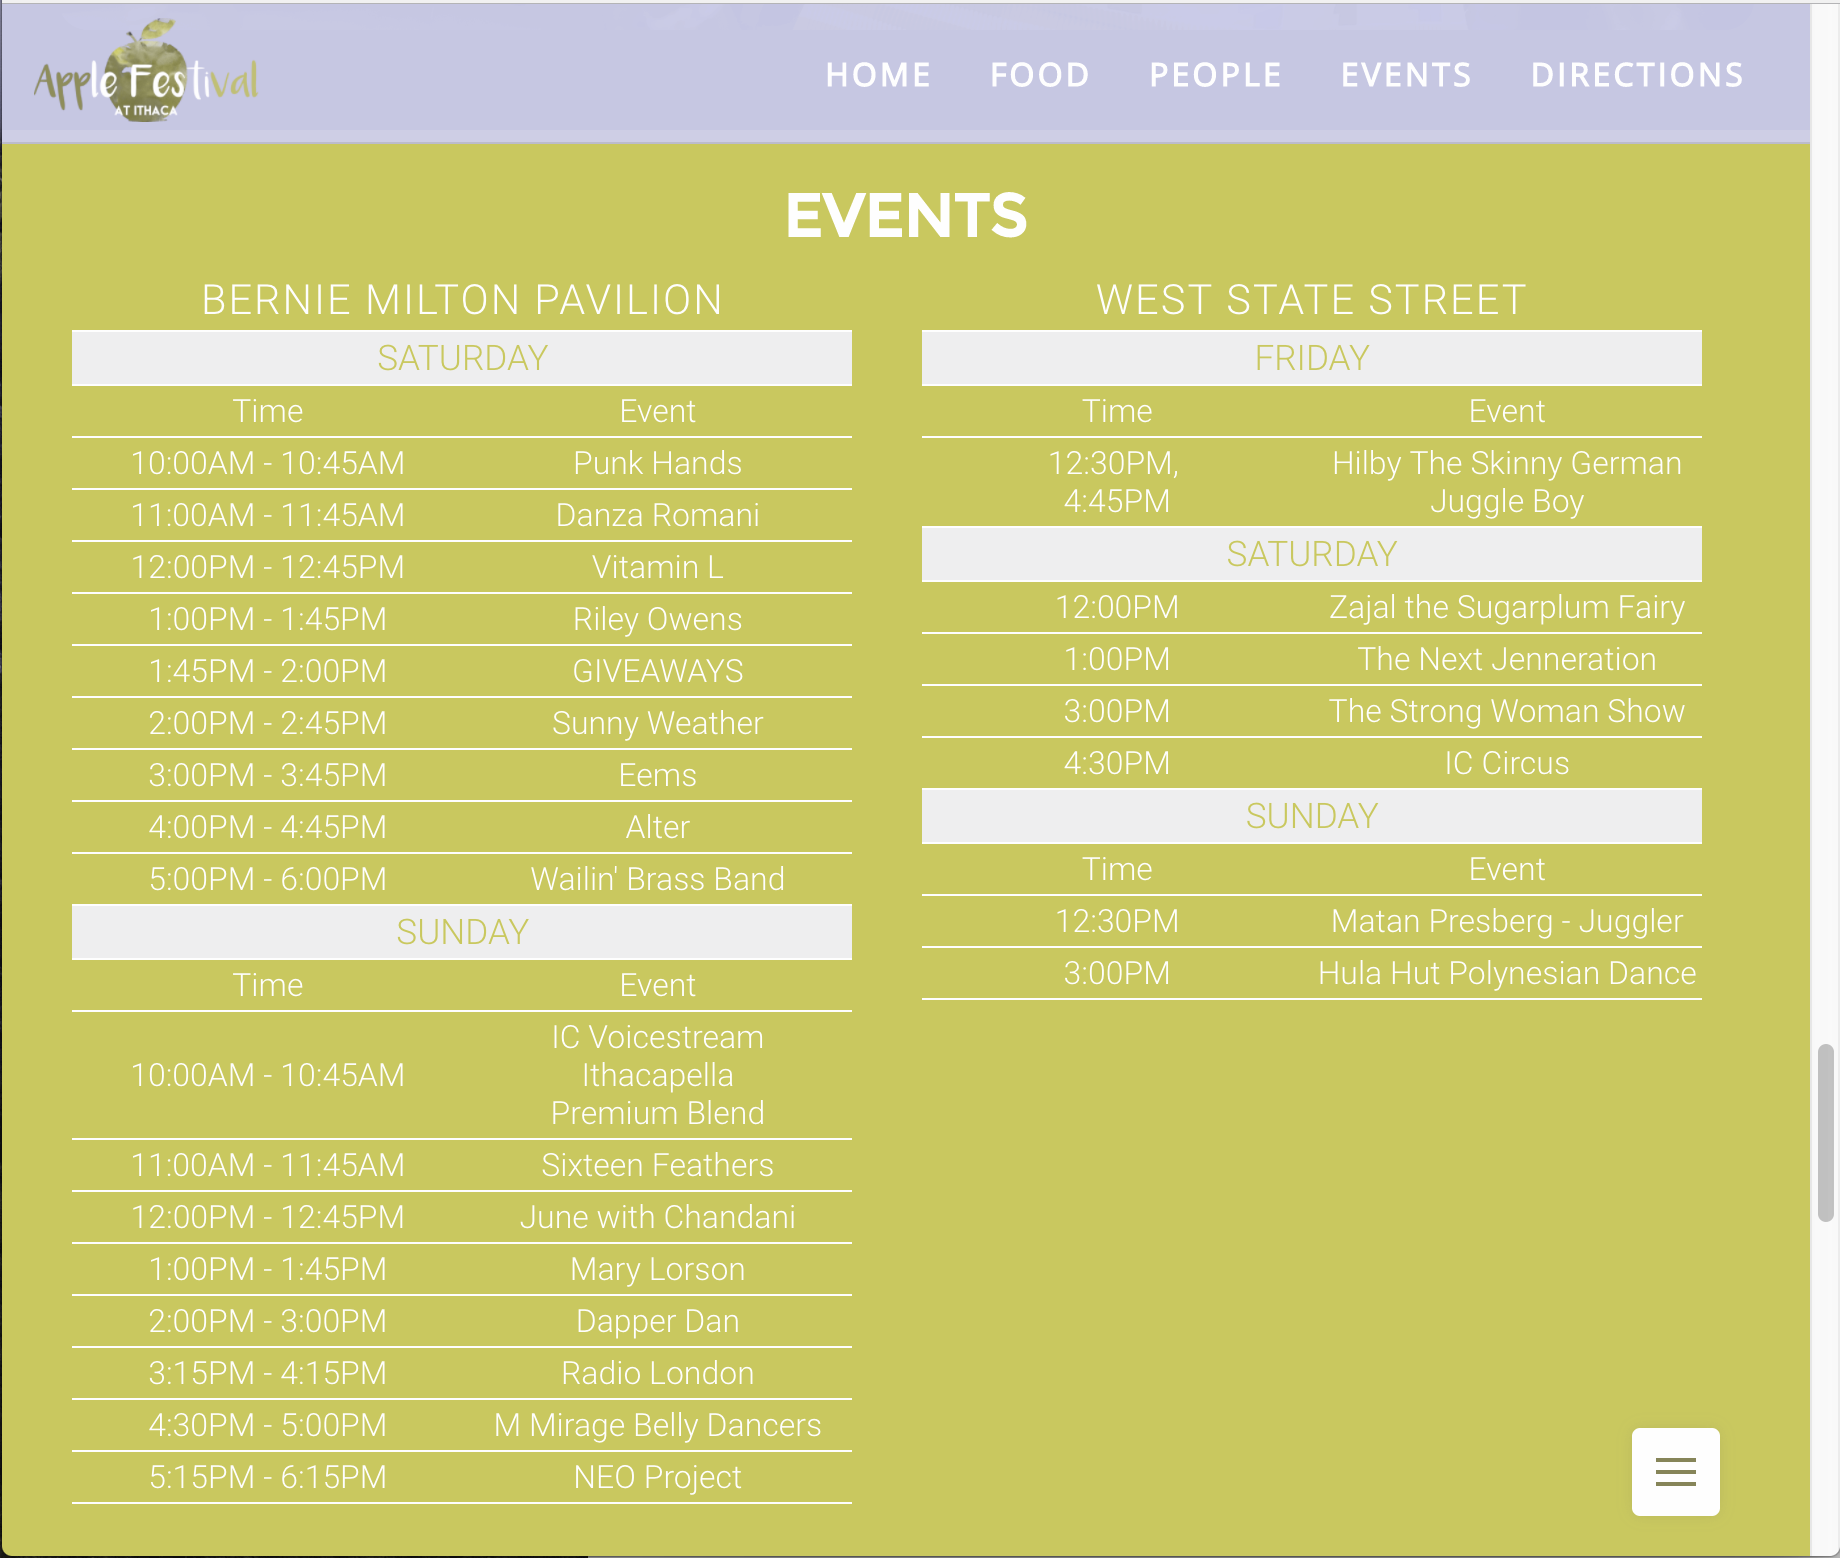 Apple Festival
AT ITHACA
HOME FOOD PEOPLE EVENTS DIRECTIONS
EVENTS
BERNIE MILTON PAVILION
SATURDAY
Time Event
10:00AM - 10:45AM Punk Hands
11:00AM - 11:45AM Danza Romani
12:00PM - 12:45PM Vitamin L
1:00PM - 1:45PM Riley Owens
1:45PM - 2:00PM GIVEAWAYS
2:00PM - 2:45PM Sunny Weather
3:00PM - 3:45PM Eems
4:00PM - 4:45PM Alter
5:00PM - 6:00PM Wailin' Brass Band
SUNDAY
Time Event
IC Voicestream
10:00AM - 10:45AM Ithacapella
Premium Blend
11:00AM - 11:45AM Sixteen Feathers
12:00PM - 12:45PM June with Chandani
1:00PM - 1:45PM Mary Lorson
2:00PM - 3:00PM Dapper Dan
3:15PM - 4:15PM Radio London
4:30PM - 5:00PM M Mirage Belly Dancers
5:15PM - 6:15PM NEO Project
WEST STATE STREET
FRIDAY
Time Event
12:30PM, Hilby The Skinny German
4:45PM Juggle Boy
SATURDAY
12:00PM Zajal the Sugarplum Fairy
1:00PM The Next Jenneration
3:00PM The Strong Woman Show
4:30PM IC Circus
SUNDAY
Time Event
12:30PM Matan Presberg - Juggler
3:00PM Hula Hut Polynesian Dance